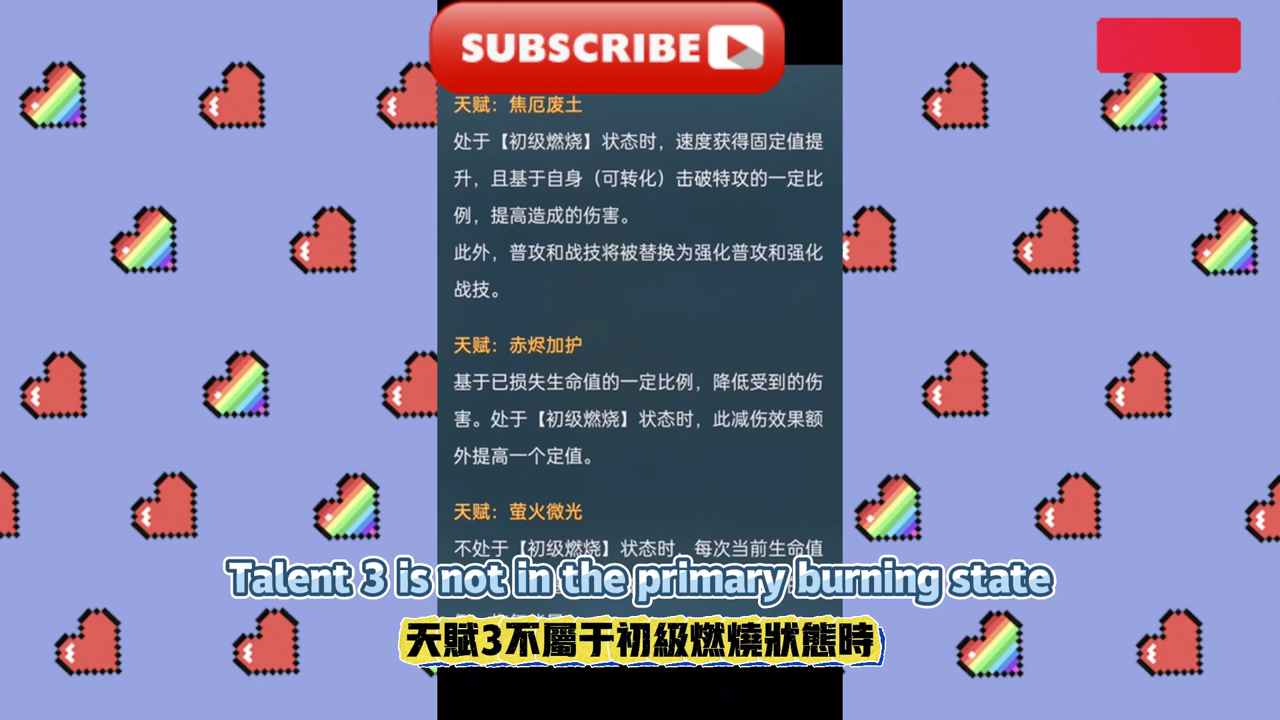 SUBSCRIBE
天赋：焦厄废土
处于【初级燃烧】状态时，速度获得固定值提
升，且基于自身（可转化）击破特攻的一定比
例，提高造成的伤害。
此外，普攻和战技将被替换为强化普攻和强化
战技。
天赋：赤烬加护
基于已损失生命值的一定比例，降低受到的伤
害。处于【初级燃烧】状态时，此减伤效果额
外提高一个定值。
天赋：萤火微光
不处于【初级燃烧】状态时，每次当前生命值
Talent 3 is not in the primary burning state
天賦3不屬于初級燃燒狀態時